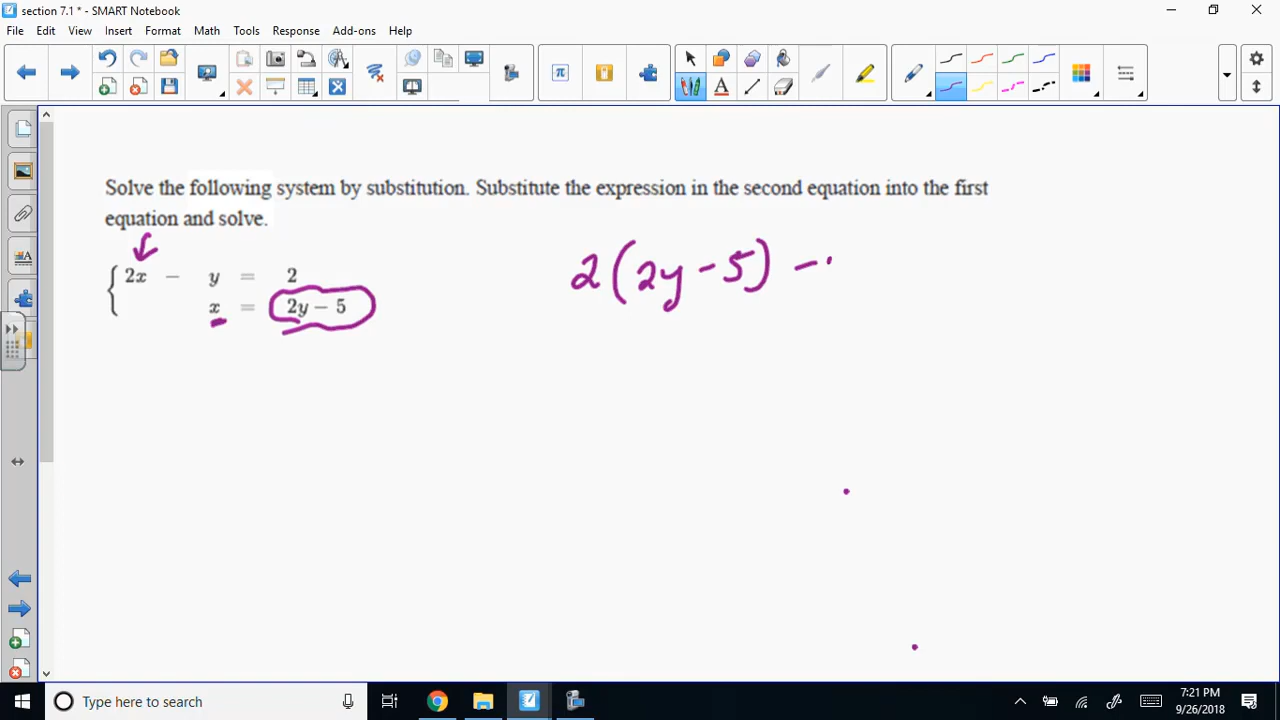 section 7.1 * - SMART Notebook
File Edit View Insert Format Math Tools Response Add-ons Help
Solve the following system by substitution. Substitute the expression in the second equation into the first
equation and solve.
2x − y = 2
x = 2y − 5
2(2y - 5) -
Type here to search
7:21 PM
9/26/2018